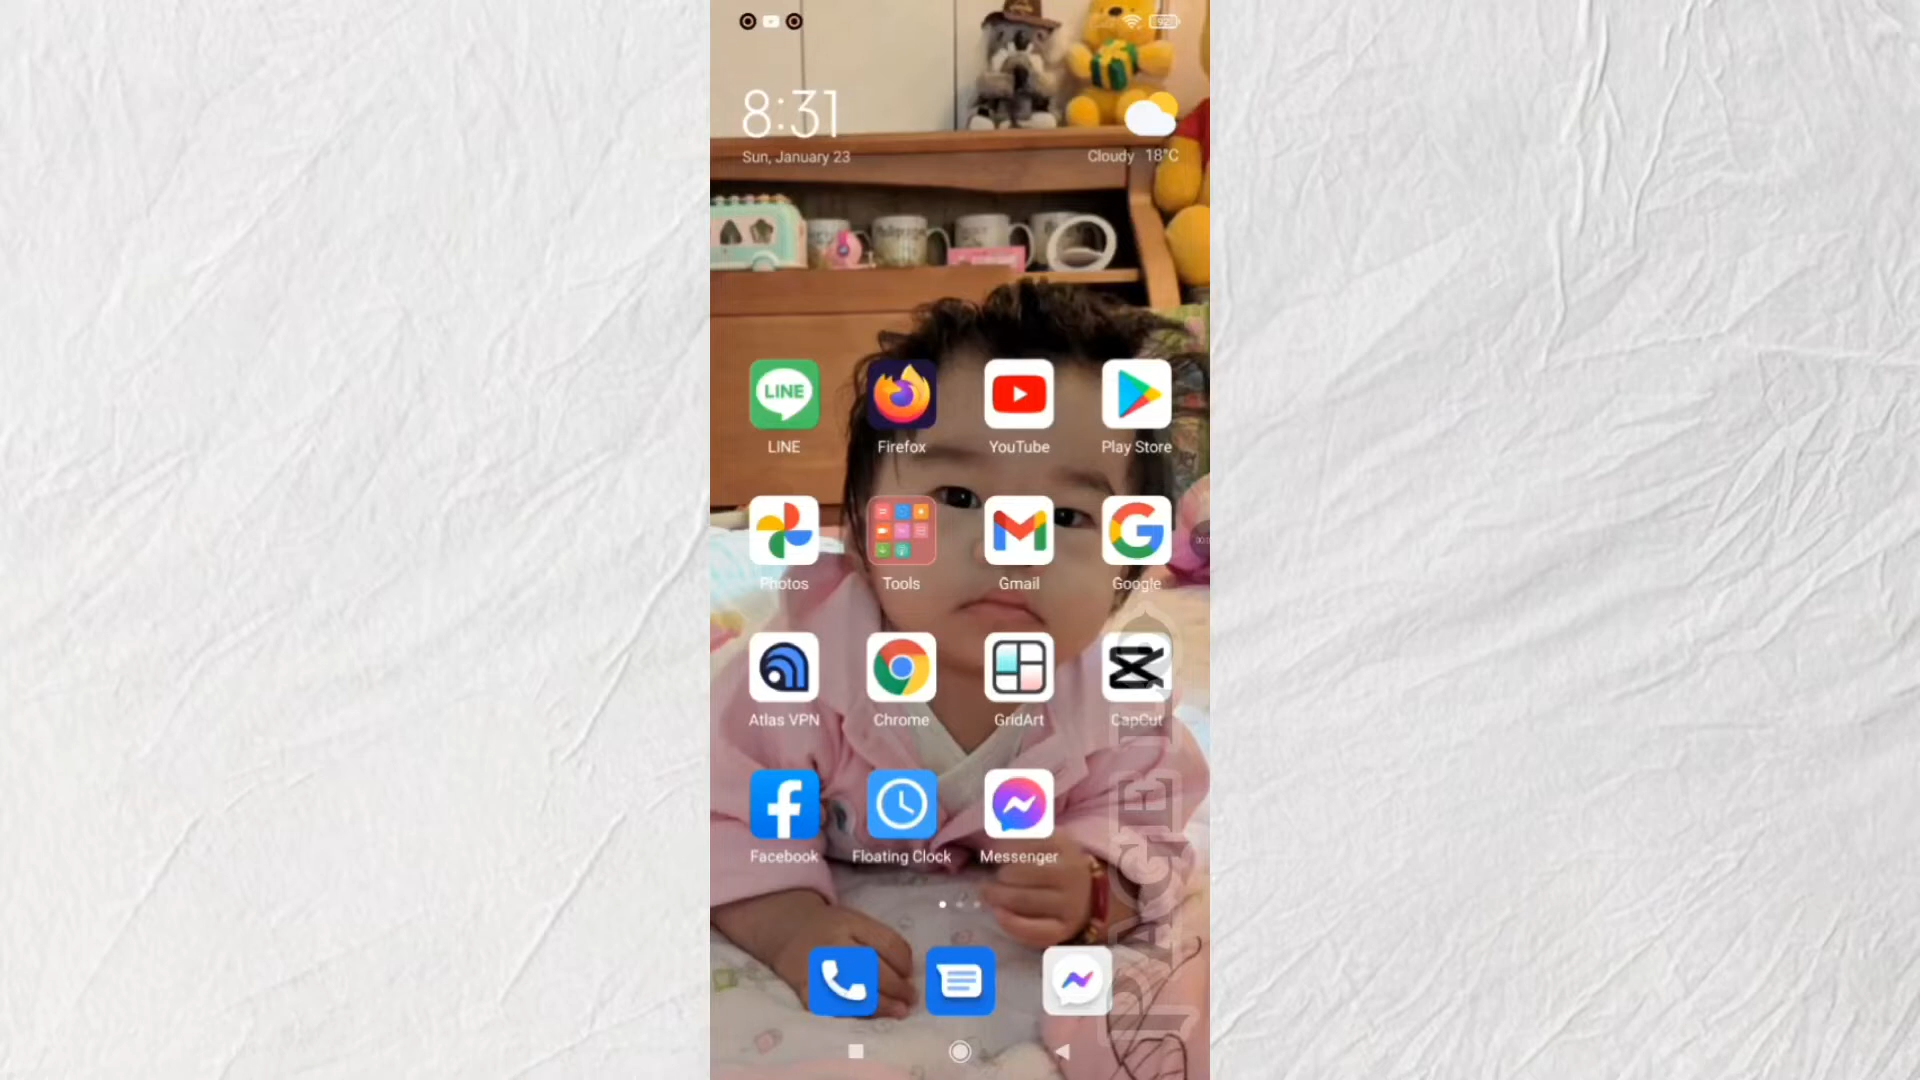 92
8:31
Sun, January 23
Cloudy 18°C
LINE
LINE
Firefox
YouTube
Play Store
Photos
Tools
Gmail
Google
Atlas VPN
Chrome
GridArt
CapCut
Facebook
Floating Clock
Messenger